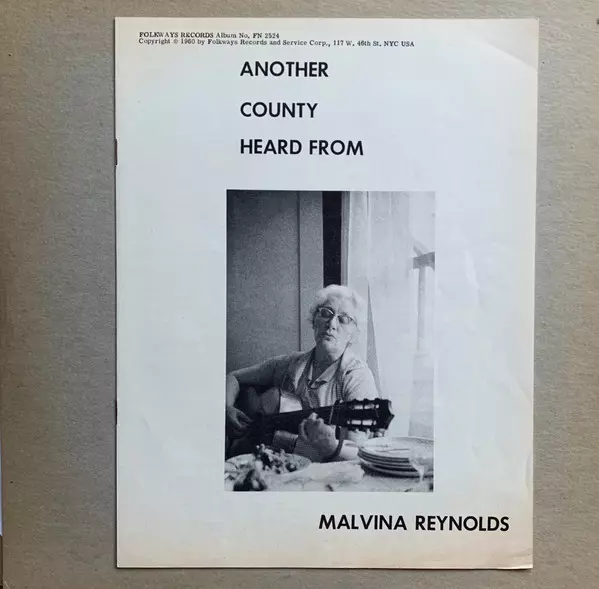 FOLKWAYS RECORDS Album No. FN 2524
Copyright © 1960 by Folkways Records and Service Corp., 117 W, 46th St, NYC USA
ANOTHER
COUNTY
HEARD FROM
MALVINA REYNOLDS